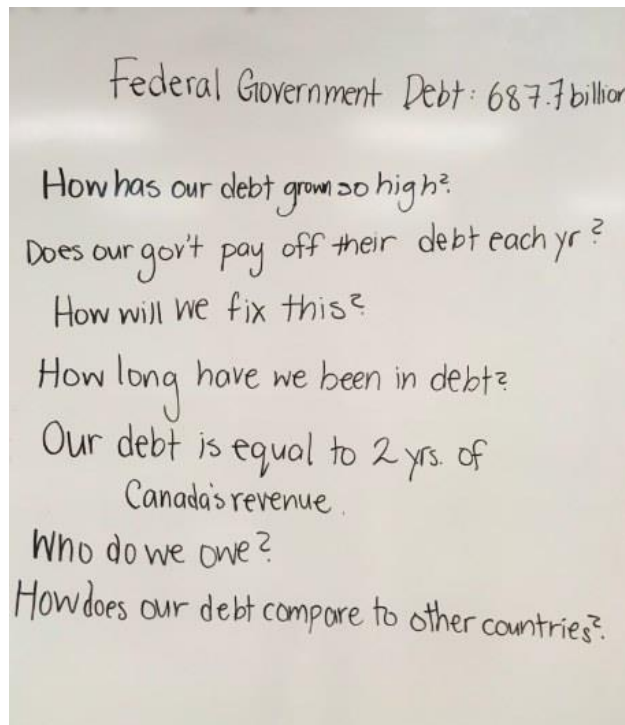 Federal Government Debt: 687.7 billion
How has our debt grown so high?
Does our gov't pay off their debt each yr?
How will we fix this?
How long have we been in debt?
Our debt is equal to 2 yrs. of
Canada's revenue.
Who do we owe?
How does our debt compare to other countries?